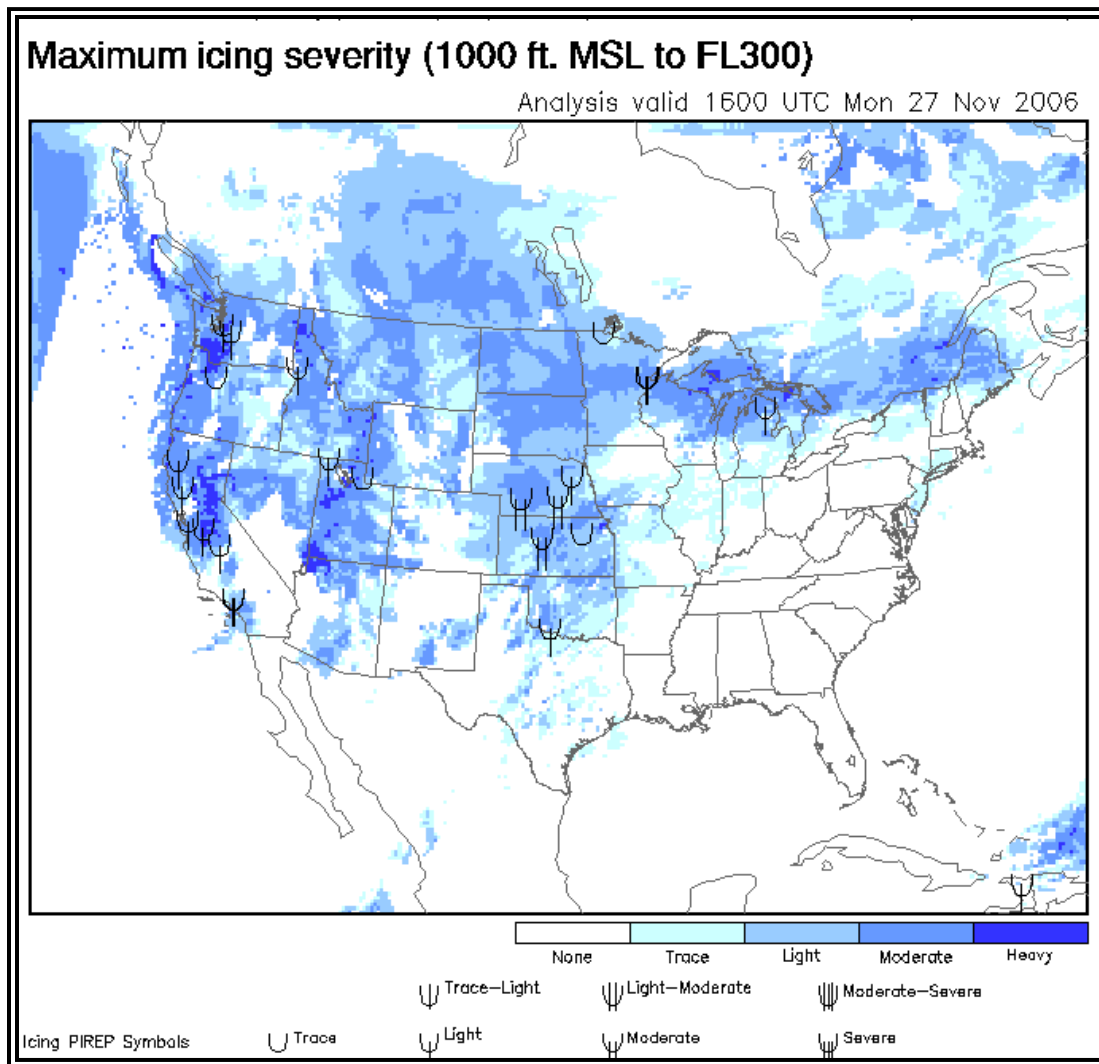 Maximum icing severity (1000 ft. MSL to FL300)
Analysis valid 1600 UTC Mon 27 Nov 2006
None Trace Light Moderate Heavy
Trace-Light Light-Moderate Moderate-Severe
Icing PIREP Symbols Trace Light Moderate Severe